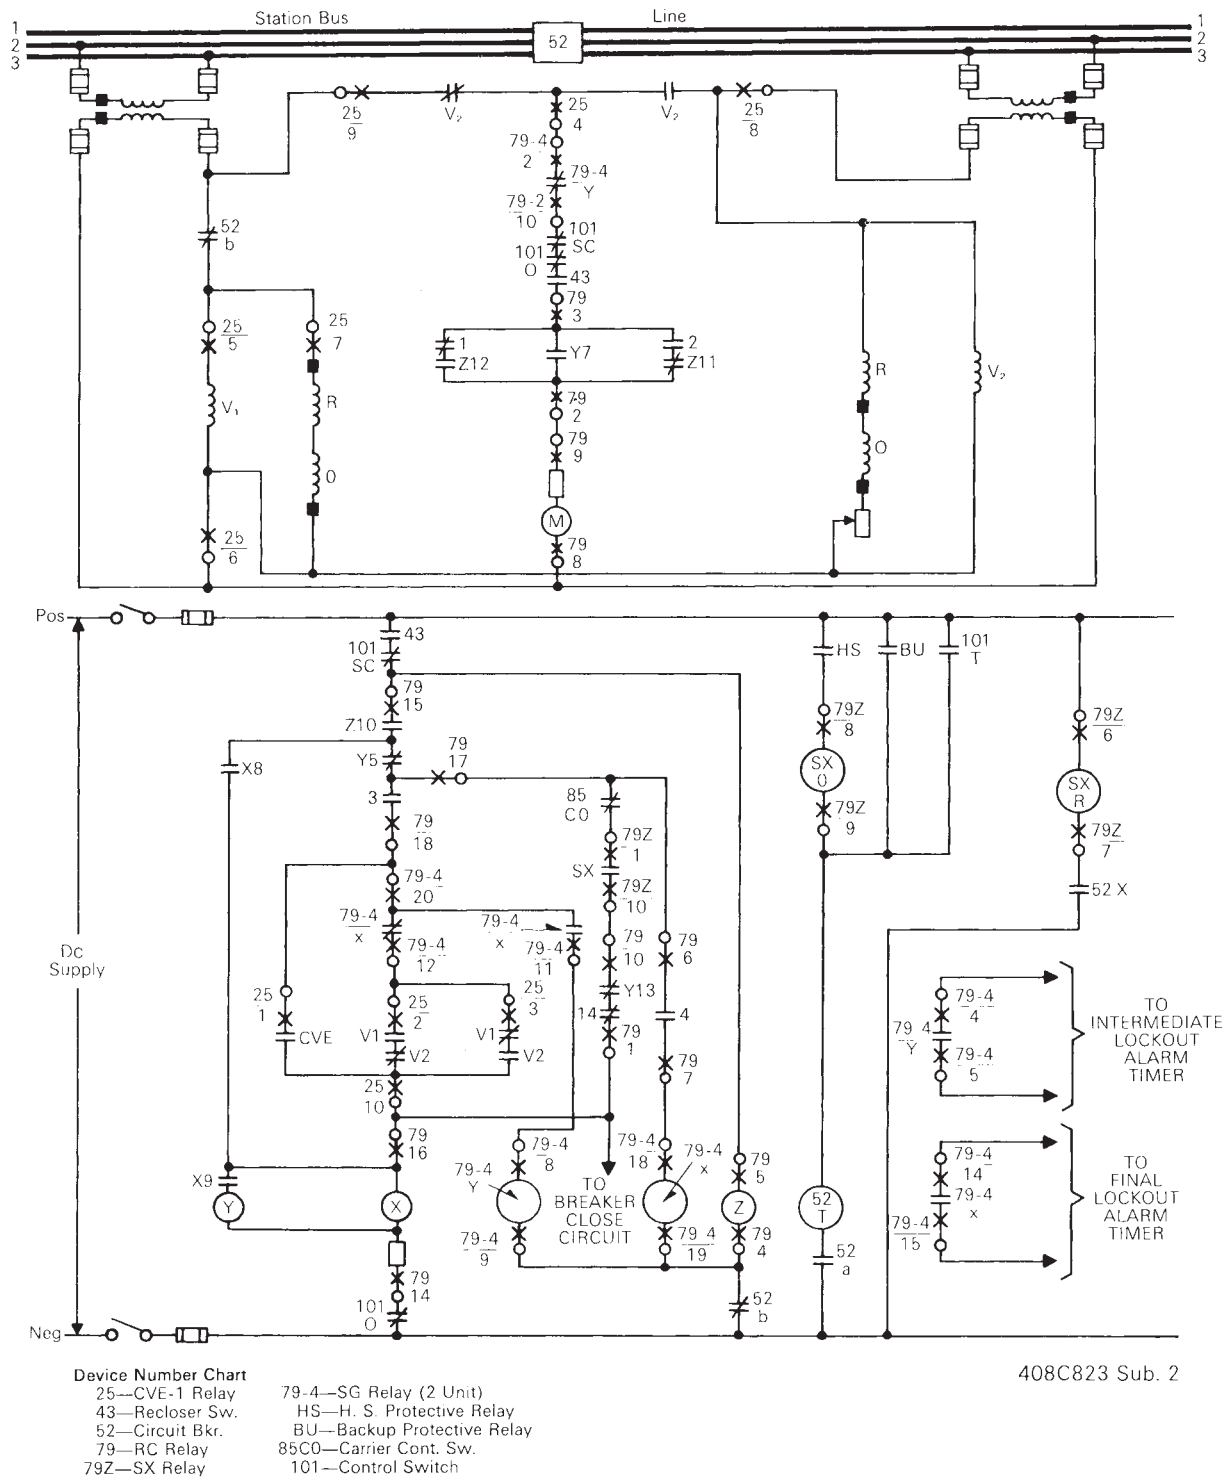 Station Bus
Line
1
2
3
52
1
2
3
25
9
V₂
25
4
V₂
25
8
79-4
2
79-4
Y
79-2
10
101
SC
101
O
43
79
3
52
b
25
5
25
7
1
Z12
Y7
2
Z11
V₁
R
O
79
2
79
9
M
79
8
R
O
V₂
25
6
Pos
43
101
SC
79
15
Z10
X8
Y5
79
17
3
79
18
79-4
20
79-4
x
79-4
12
79-4
x
79-4
11
85
C0
79Z
1
SX
79Z
10
79
10
Y13
14
79
1
79
6
4
79
7
25
1
CVE
25
2
V1
V2
25
3
V1
V2
25
10
79
16
X9
Y
X
79
14
101
O
79-4
Y
79-4
8
79-4
9
TO
BREAKER
CLOSE
CIRCUIT
79-4
18
79-4
x
79 4
19
79
5
Z
79
4
52
b
HS
BU
101
T
79Z
8
SX
0
79Z
9
79Z
6
SX
R
79Z
7
52 X
52
T
52
a
Dc
Supply
79-4
4
79 4
Y
79-4
5
TO
INTERMEDIATE
LOCKOUT
ALARM
TIMER
79-4
14
79-4
x
79-4
15
TO
FINAL
LOCKOUT
ALARM
TIMER
Neg
Device Number Chart
25—CVE-1 Relay
43—Recloser Sw.
52—Circuit Bkr.
79—RC Relay
79Z—SX Relay
79-4—SG Relay (2 Unit)
HS—H. S. Protective Relay
BU—Backup Protective Relay
85C0—Carrier Cont. Sw.
101—Control Switch
408C823 Sub. 2